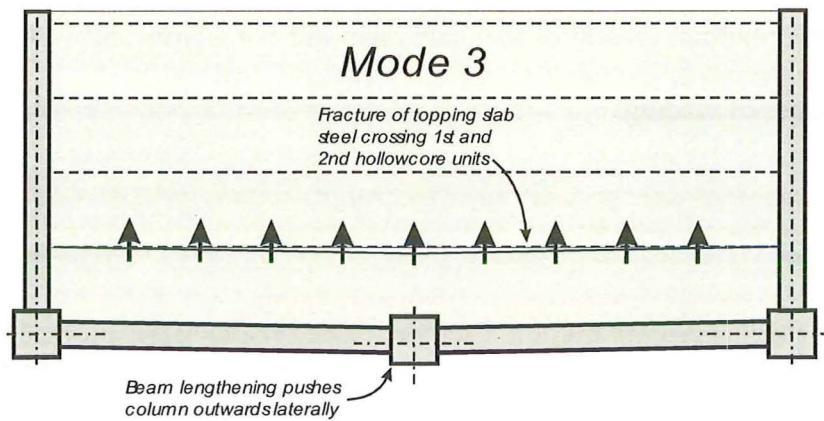 Mode 3
Fracture of topping slab
steel crossing 1st and
2nd hollowcore units
Beam lengthening pushes
column outwards laterally